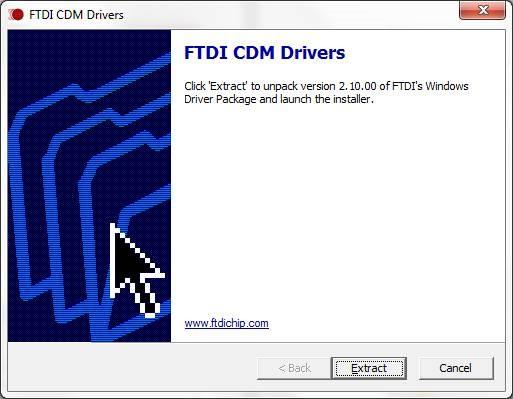 FTDI CDM Drivers
FTDI CDM Drivers
Click 'Extract' to unpack version 2.10.00 of FTDI's Windows
Driver Package and launch the installer.
www.ftdichip.com
< Back Extract Cancel